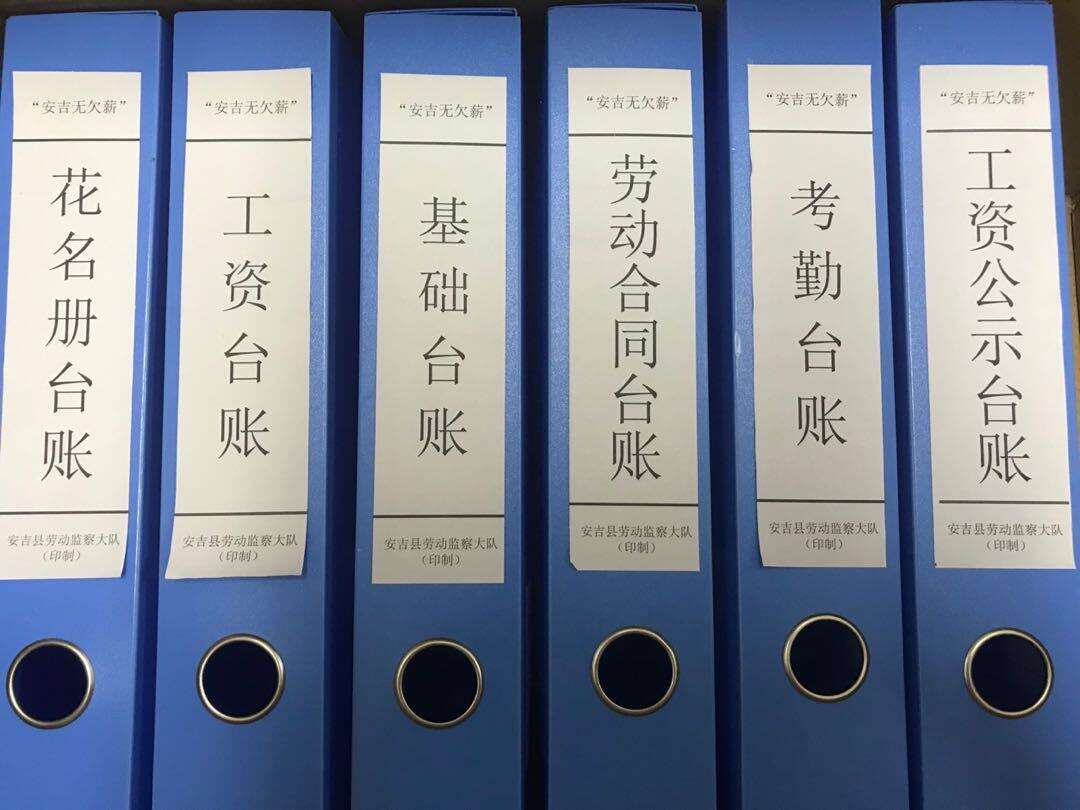 “安吉无欠薪”
花名册台账
安吉县劳动监察大队
（印制）
“安吉无欠薪”
工资台账
安吉县劳动监察大队
（印制）
“安吉无欠薪”
基础台账
安吉县劳动监察大队
（印制）
“安吉无欠薪”
劳动合同台账
安吉县劳动监察大队
（印制）
“安吉无欠薪”
考勤台账
安吉县劳动监察大队
（印制）
“安吉无欠薪”
工资公示台账
安吉县劳动监察大队
（印制）